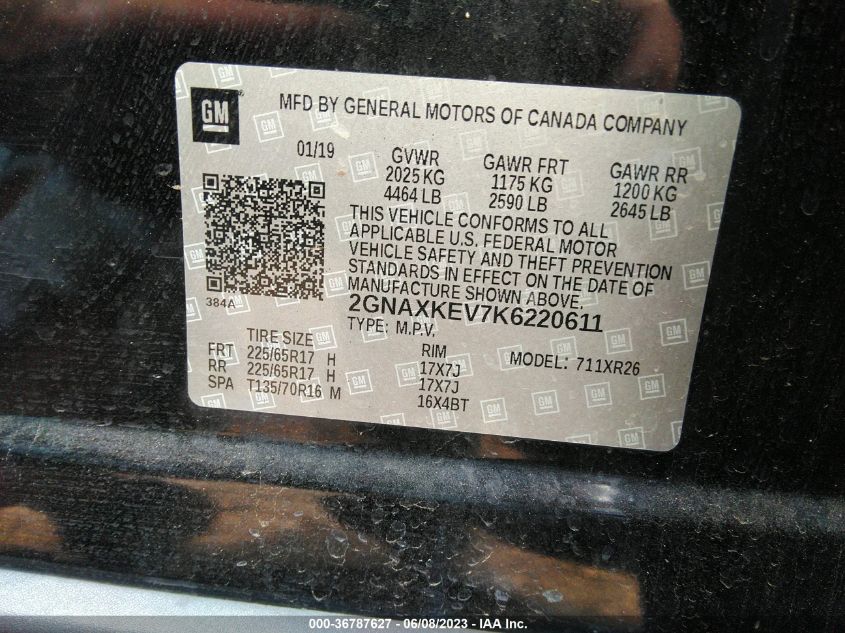 GM
MFD BY GENERAL MOTORS OF CANADA COMPANY
01/19
GVWR GAWR FRT GAWR RR
2025 KG 1175 KG 1200 KG
4464 LB 2590 LB 2645 LB
THIS VEHICLE CONFORMS TO ALL
APPLICABLE U.S. FEDERAL MOTOR
VEHICLE SAFETY AND THEFT PREVENTION
STANDARDS IN EFFECT ON THE DATE OF
MANUFACTURE SHOWN ABOVE.
384A
2GNAXKEV7K6220611
TYPE: M.P.V.
TIRE SIZE RIM MODEL: 711XR26
FRT 225/65R17 H 17X7J
RR 225/65R17 H 17X7J
SPA T135/70R16 M 16X4BT
000-36787627 - 06/08/2023 - IAA Inc.